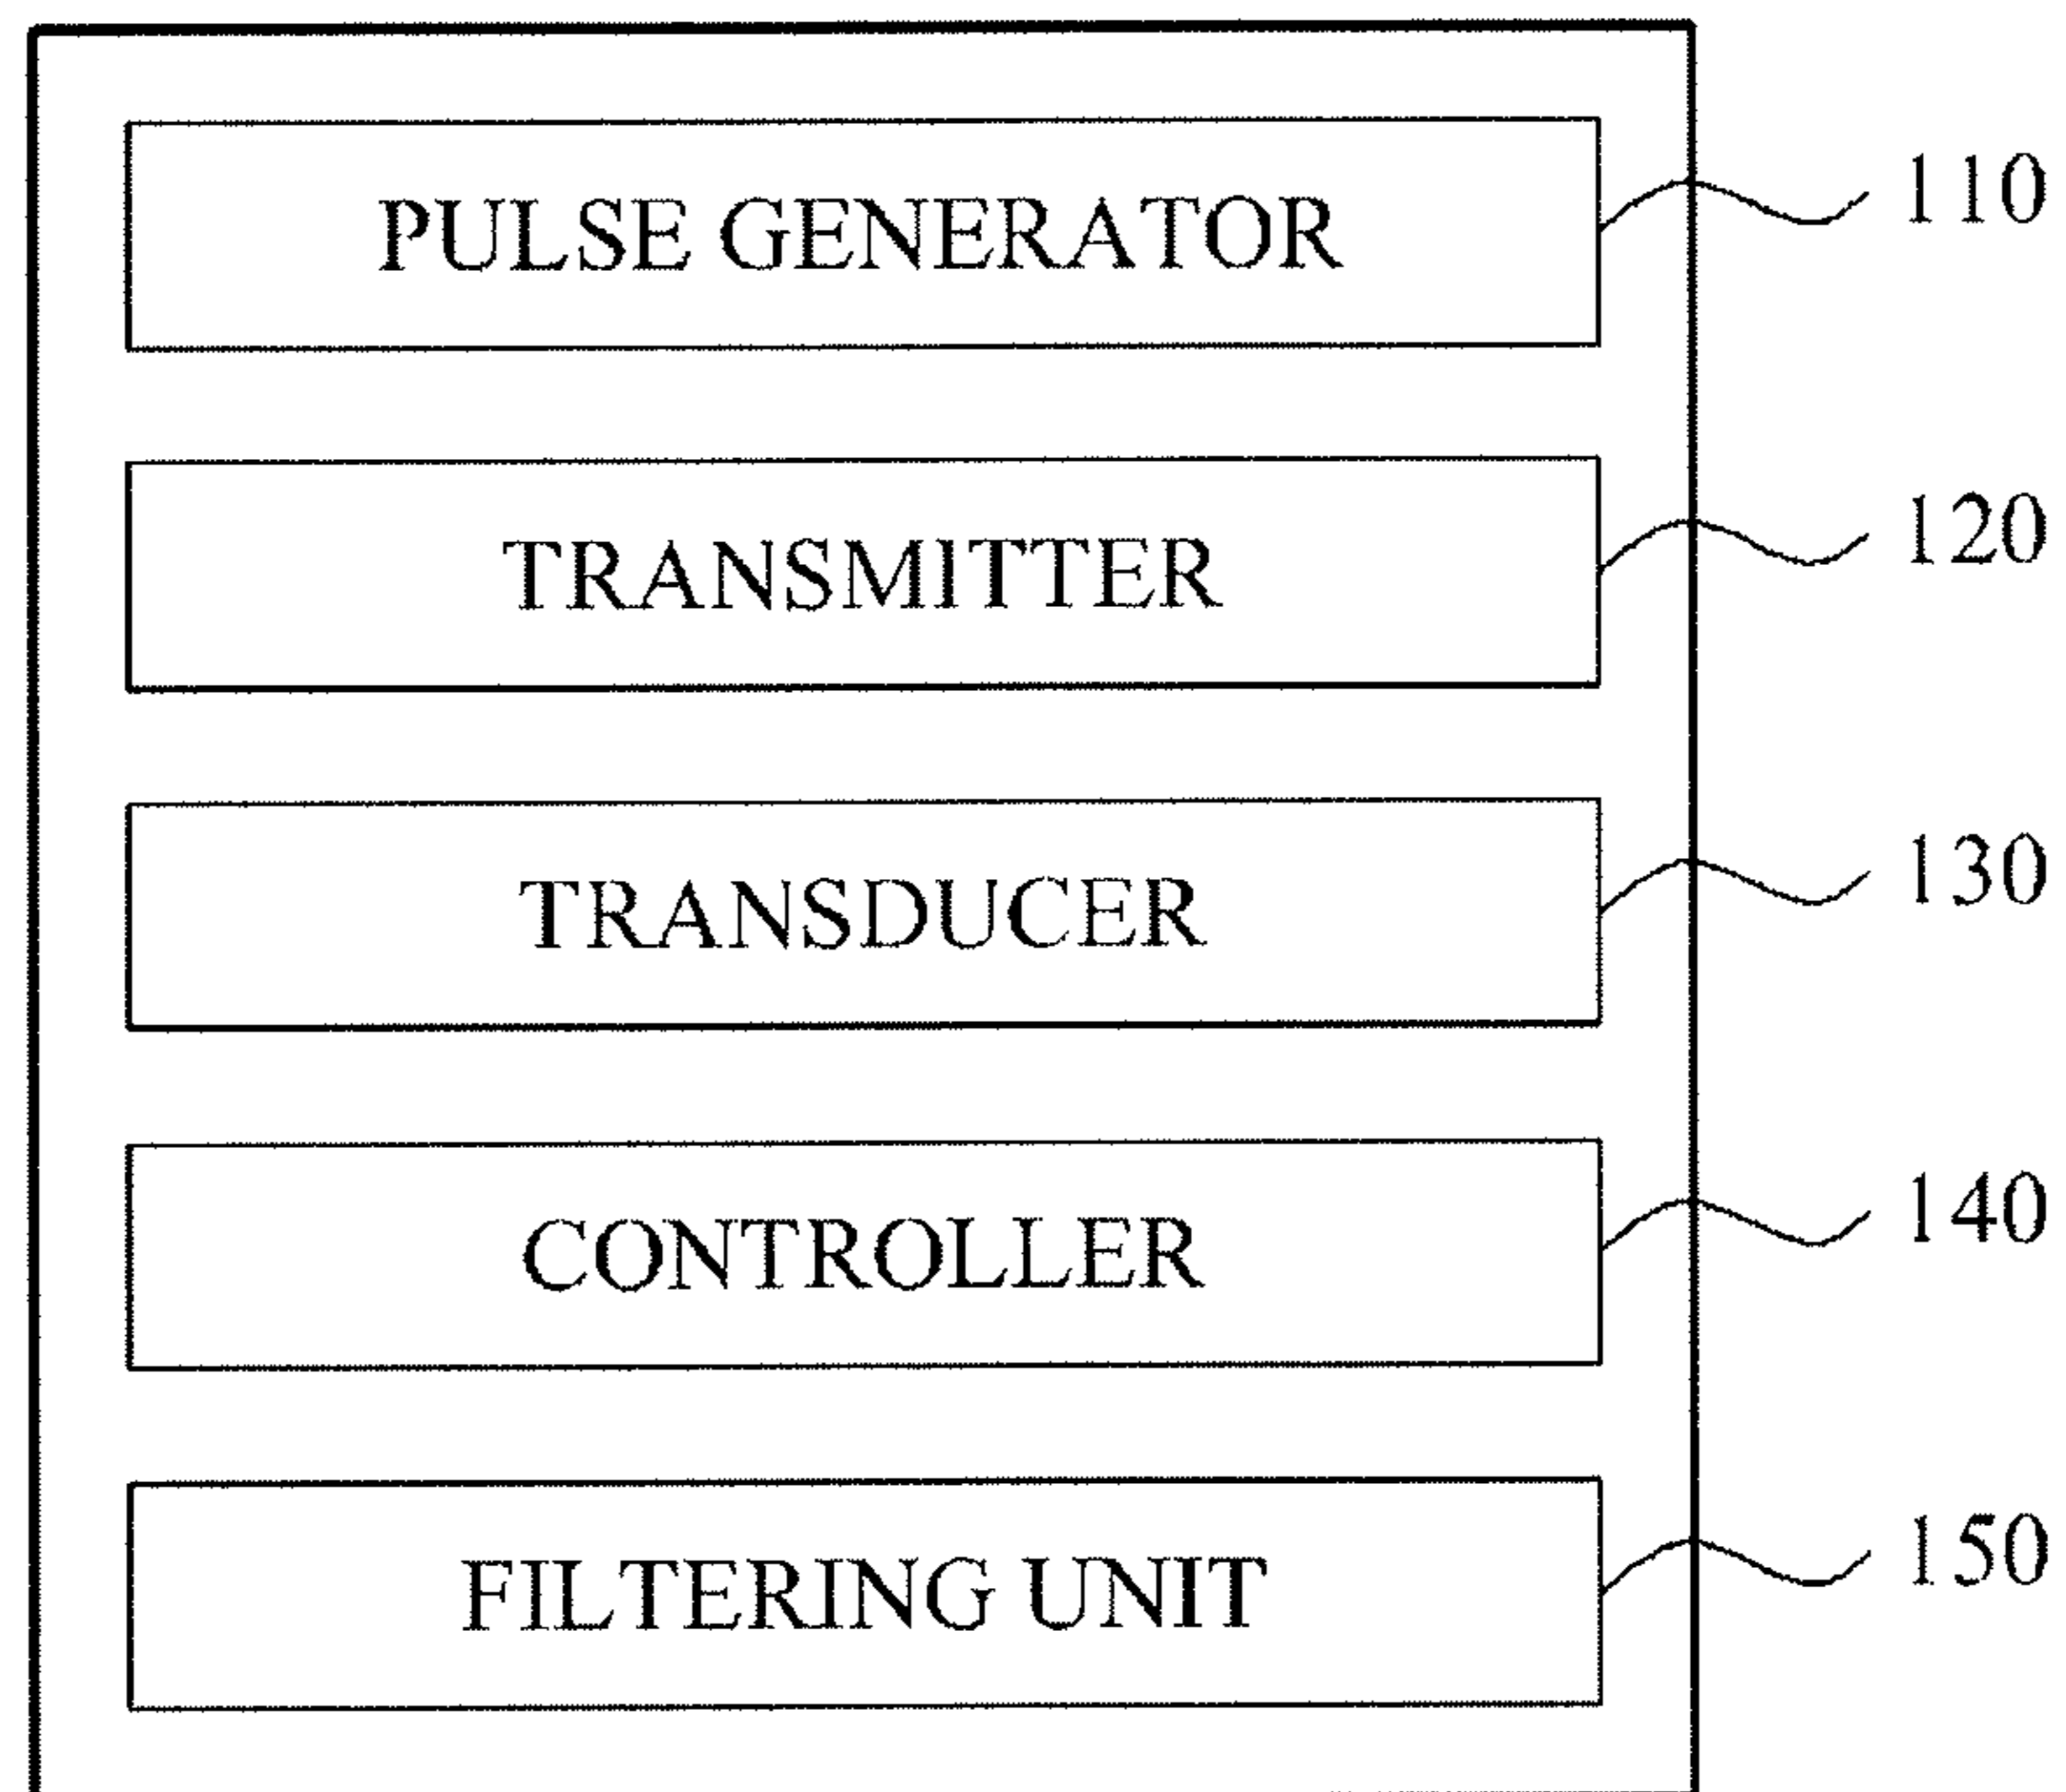 PULSE GENERATOR 110
TRANSMITTER 120
TRANSDUCER 130
CONTROLLER 140
FILTERING UNIT 150